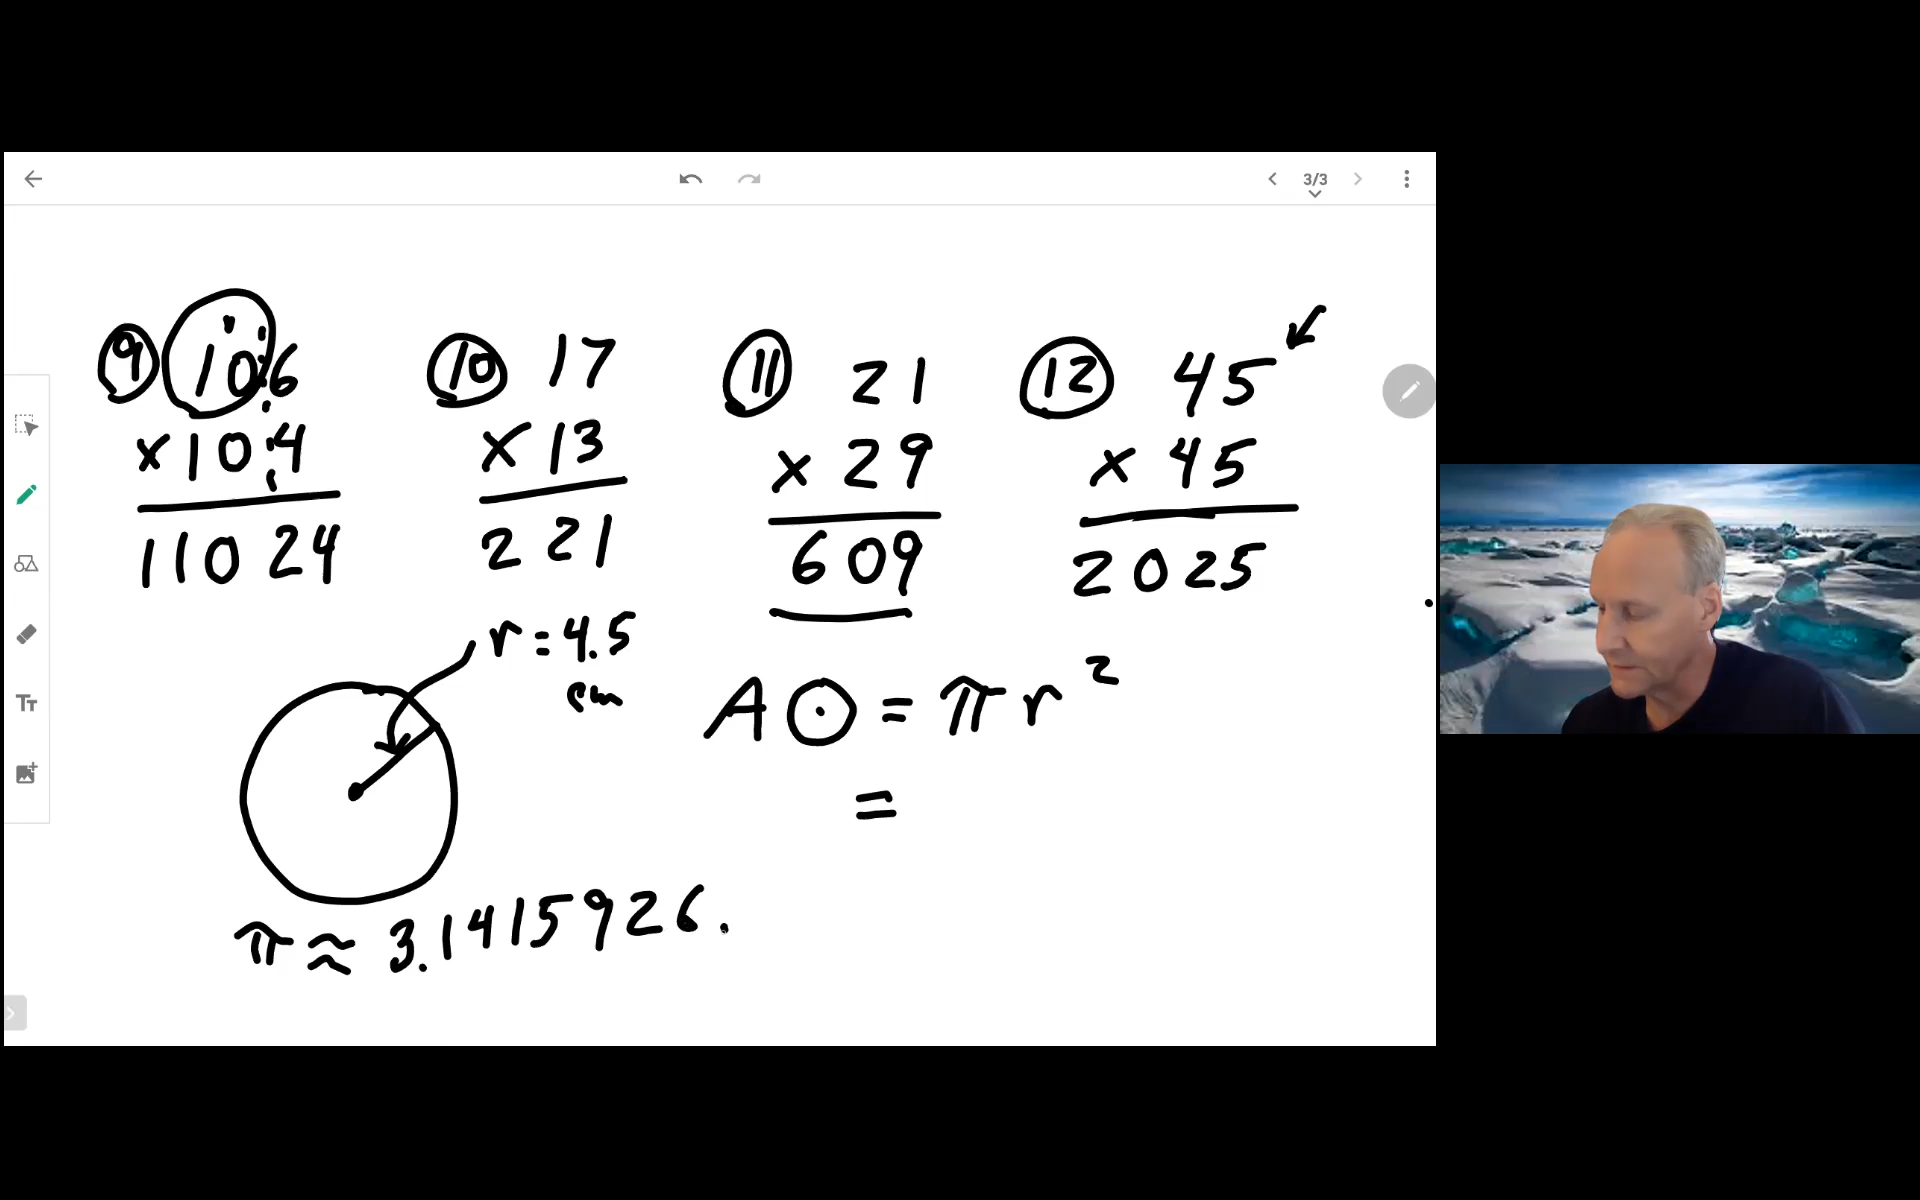 3/3
⑨ 106 ⑩ 17 ⑪ 21 ⑫ 45
×104 ×13 ×29 ×45
11024 221 609 2025
r = 4.5
cm
A⊙ = πr²
=
π ≈ 3.1415926.
Tт